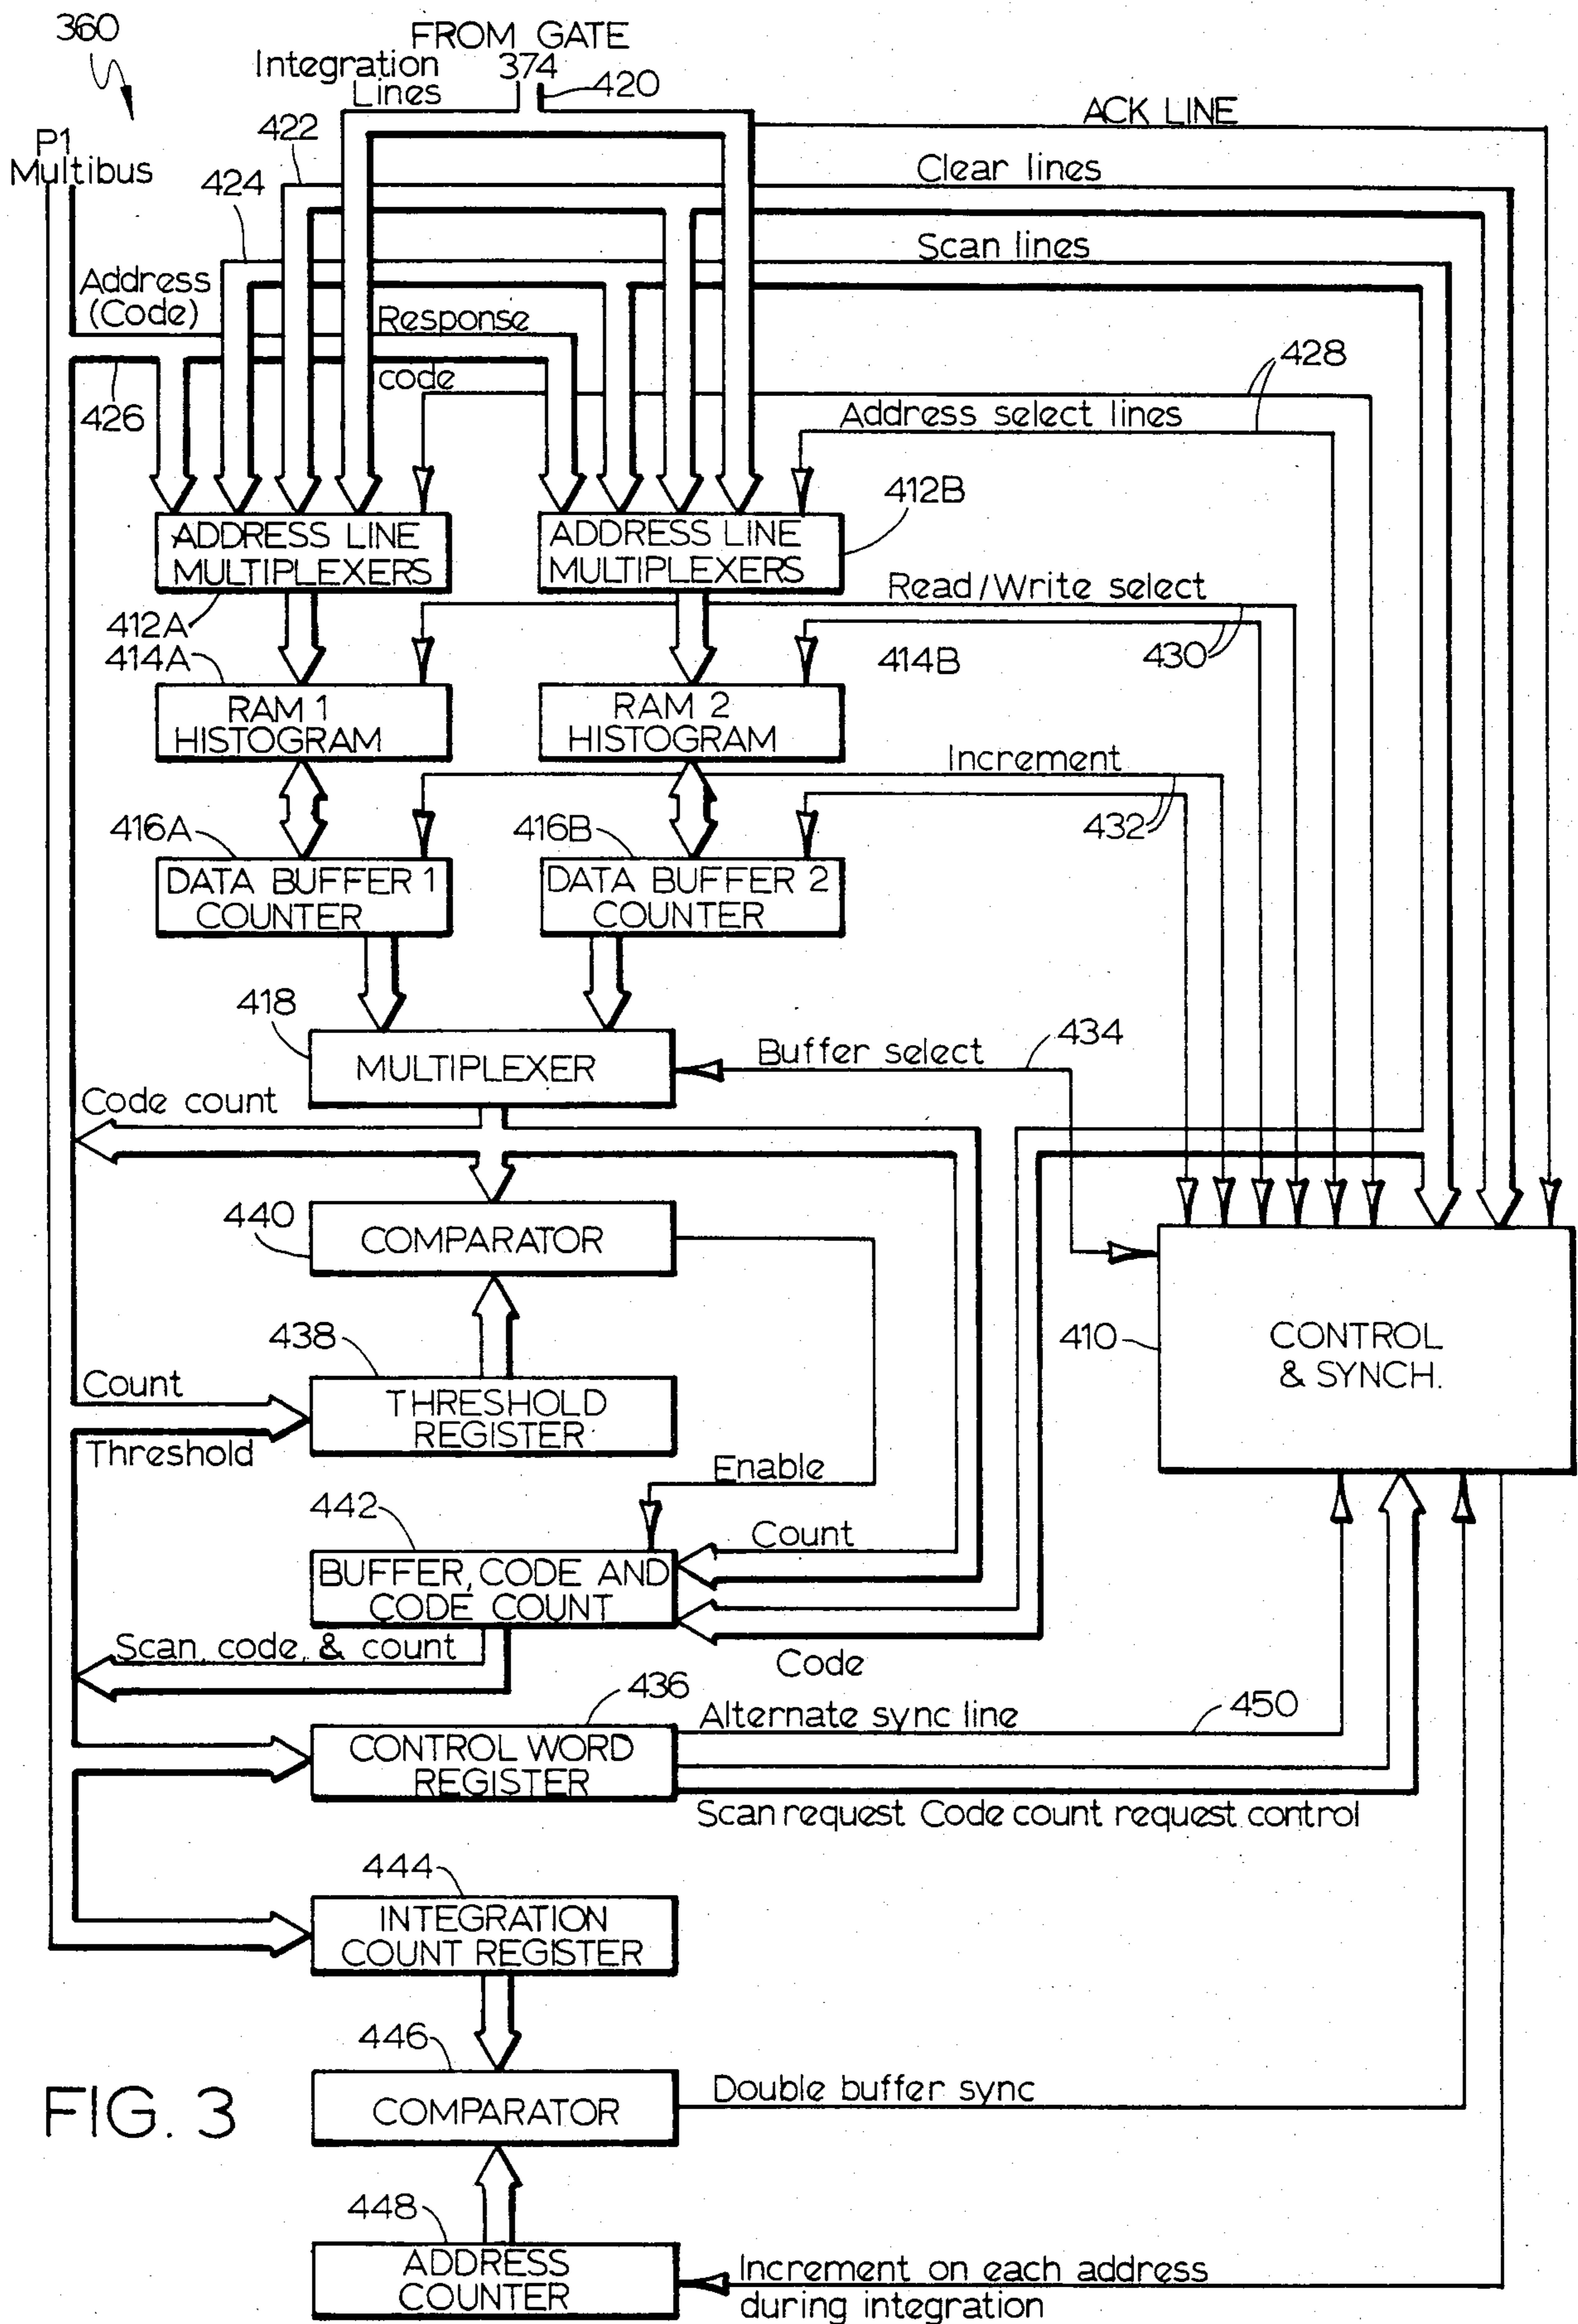 360
FROM GATE
374
Integration
Lines
420
ACK LINE
422
P1
Multibus
Clear lines
424
Scan lines
Address
(Code)
Response
code
428
426
Address select lines
412B
ADDRESS LINE
MULTIPLEXERS
ADDRESS LINE
MULTIPLEXERS
Read/Write select
412A
414A
414B
430
RAM 1
HISTOGRAM
RAM 2
HISTOGRAM
Increment
416A
416B
432
DATA BUFFER 1
COUNTER
DATA BUFFER 2
COUNTER
418
434
Buffer select
MULTIPLEXER
Code count
440
COMPARATOR
438
410
CONTROL
& SYNCH.
Count
Threshold
THRESHOLD
REGISTER
Enable
442
Count
BUFFER, CODE AND
CODE COUNT
Scan, code, & count
Code
436
Alternate sync line
450
CONTROL WORD
REGISTER
Scan request Code count request control
444
INTEGRATION
COUNT REGISTER
446
Double buffer sync
COMPARATOR
FIG. 3
448
ADDRESS
COUNTER
Increment on each address
during integration